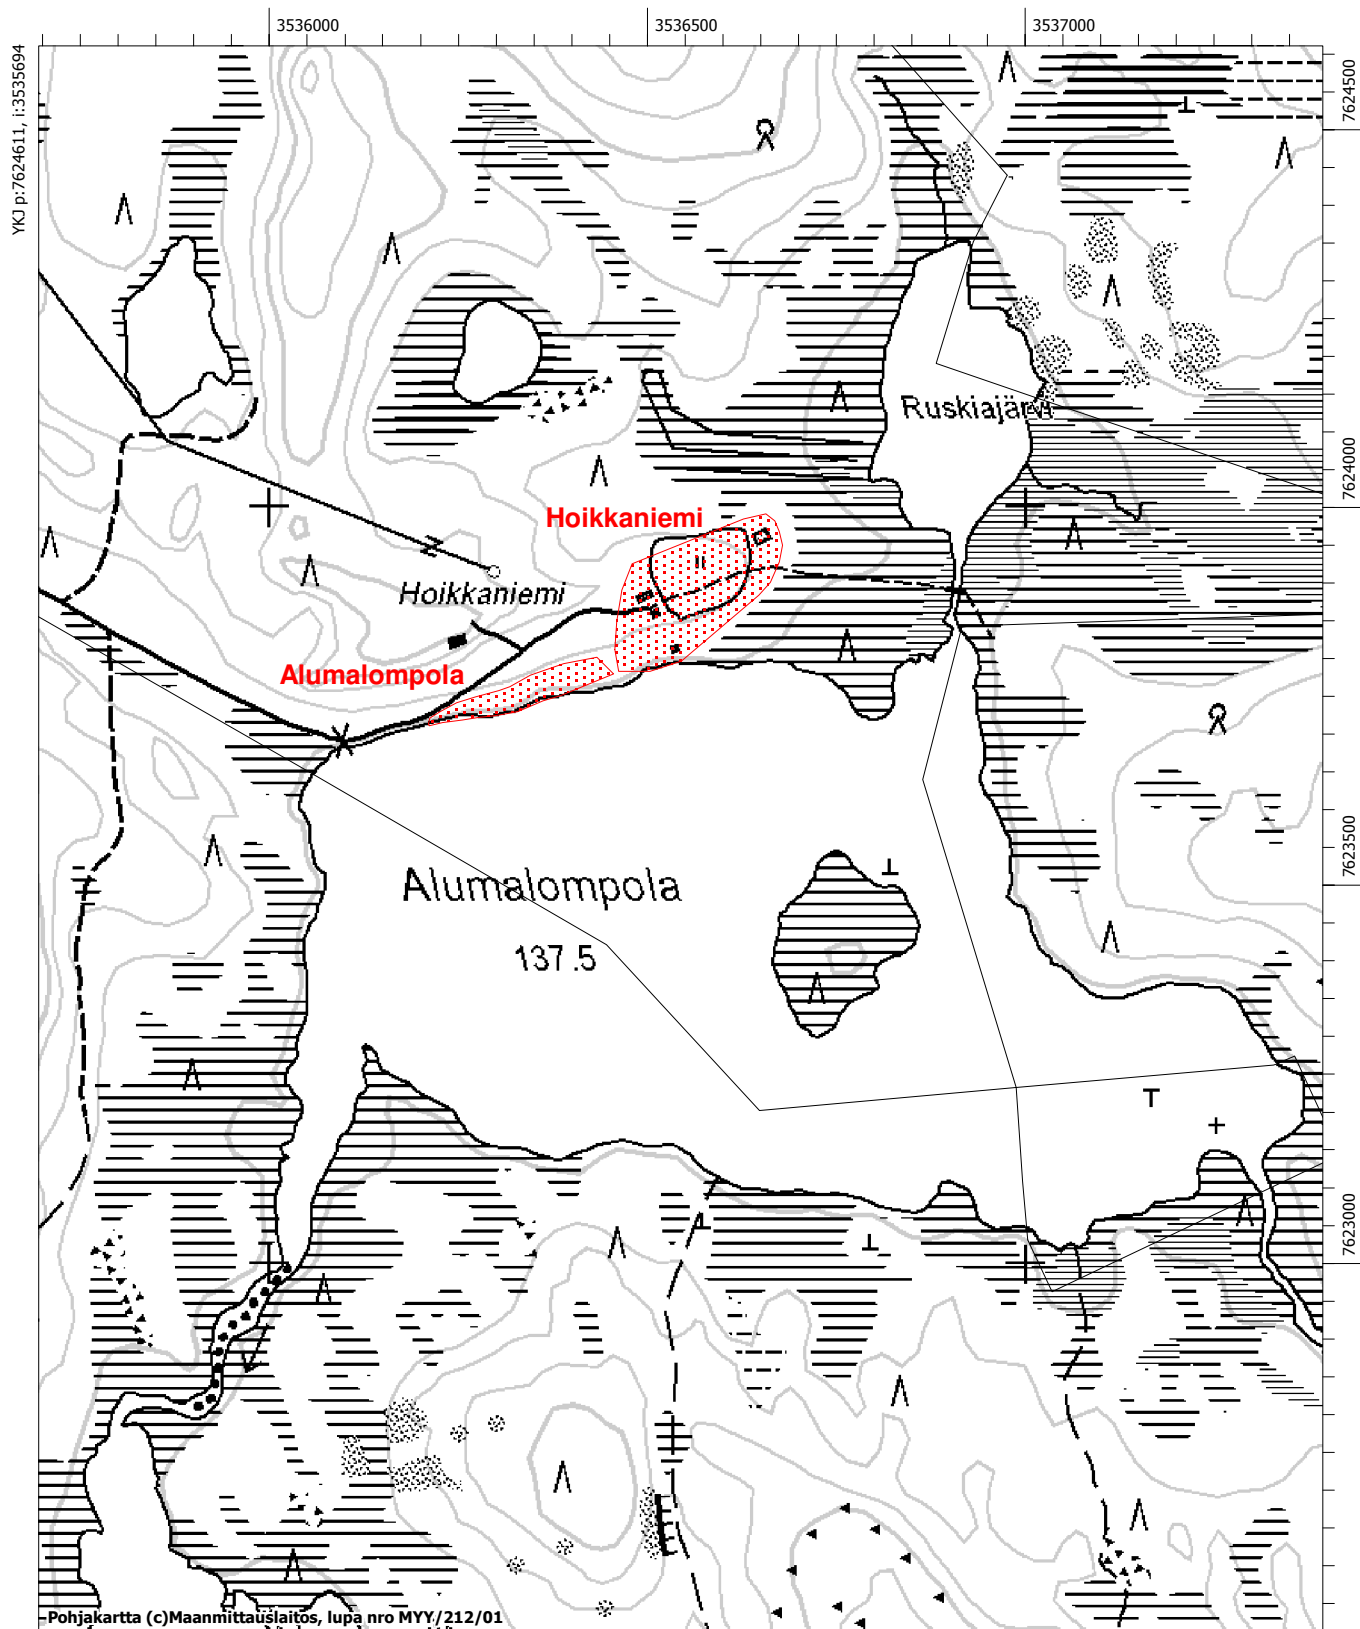 3536000
3536500
3537000
YKJ p:7624611, i:3535694
7624500
Ruskiajärvi
7624000
Hoikkaniemi
Hoikkaniemi
Alumalompola
7623500
Alumalompola
137.5
7623000
Pohjakartta (c)Maanmittauslaitos, lupa nro MYY/212/01